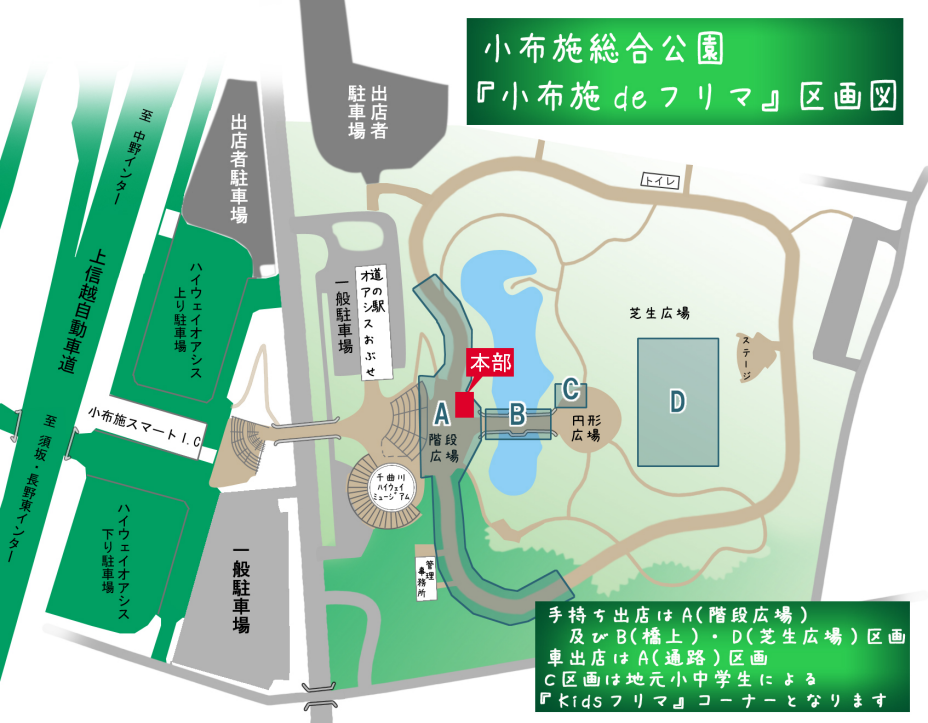 小布施総合公園
『小布施 de フリマ』区画図
出店者
駐車場
出店者駐車場
至 中野インター
上信越自動車道
ハイウェイオアシス
上り駐車場
小布施スマート I.C
至 須坂・長野東インター
ハイウェイオアシス
下り駐車場
一般駐車場
一般駐車場
道の駅
オアシスおぶせ
トイレ
芝生広場
ステージ
本部
A
階段
広場
B
C
円形
広場
D
千曲川
ハイウェイ
ミュージアム
管理
事務所
手持ち出店は A(階段広場)
及び B(橋上)・D(芝生広場)区画
車出店は A(通路)区画
C区画は地元小中学生による
『Kidsフリマ』コーナーとなります